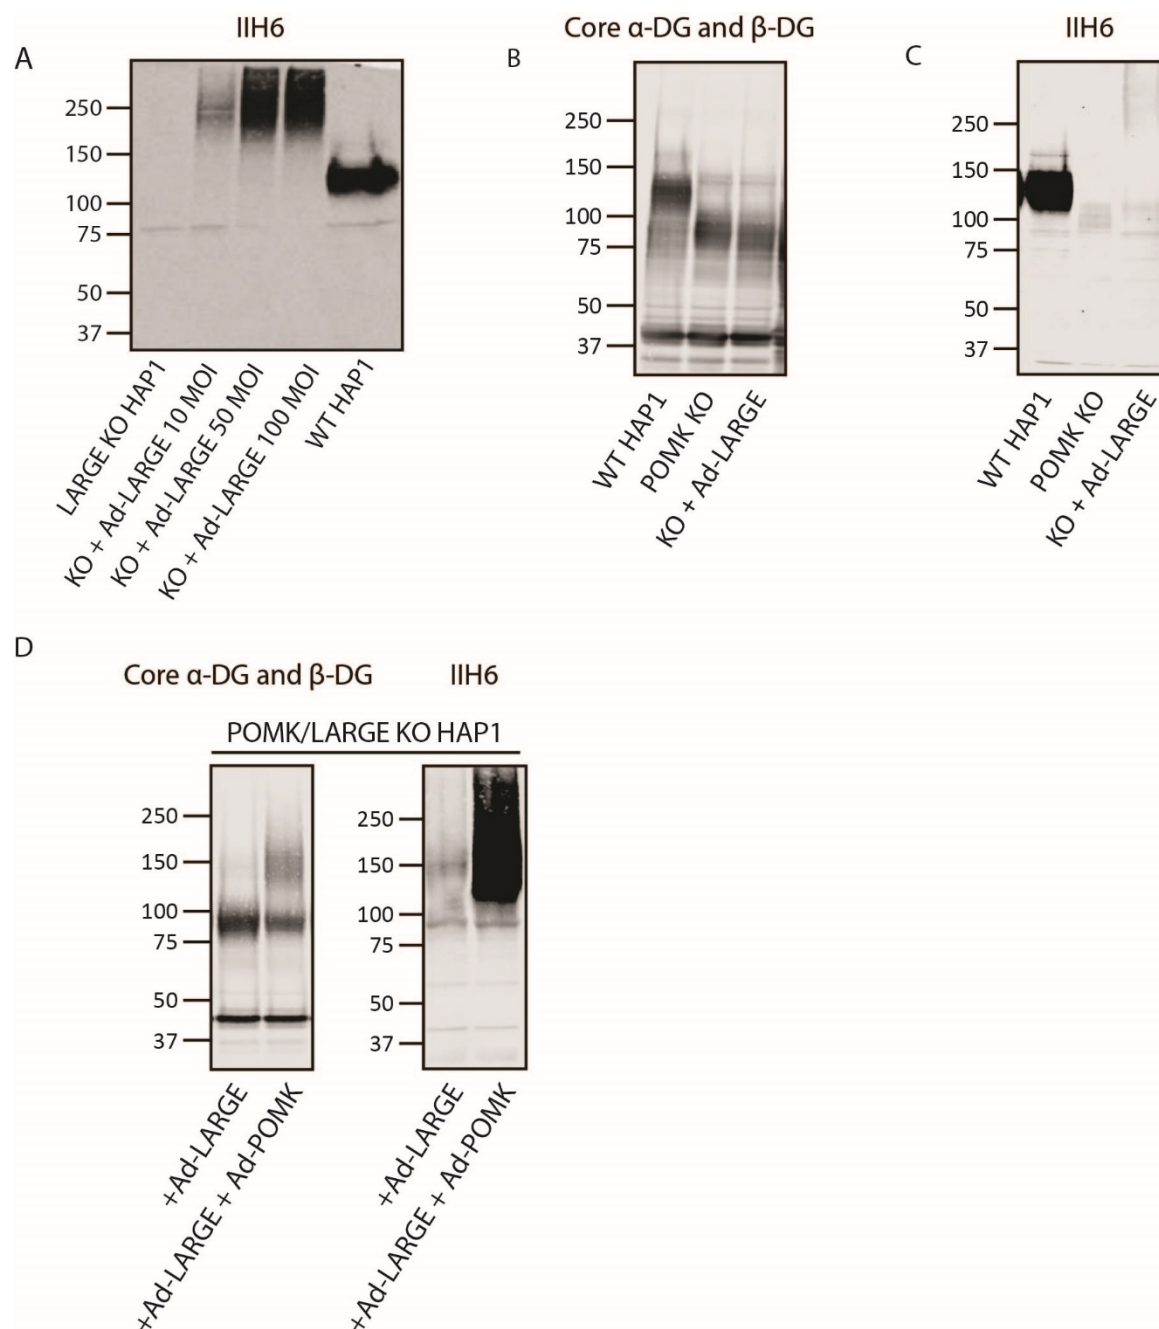 A
IIH6
250
150
100
75
50
37
LARGE KO HAP1
KO + Ad-LARGE 10 MOI
KO + Ad-LARGE 50 MOI
KO + Ad-LARGE 100 MOI
WT HAP1
B
Core α-DG and β-DG
250
150
100
75
50
37
WT HAP1
POMK KO
KO + Ad-LARGE
C
IIH6
250
150
100
75
50
37
WT HAP1
POMK KO
KO + Ad-LARGE
D
Core α-DG and β-DG
IIH6
POMK/LARGE KO HAP1
250
150
100
75
50
37
+Ad-LARGE
+Ad-LARGE + Ad-POMK
250
150
100
75
50
37
+Ad-LARGE
+Ad-LARGE + Ad-POMK